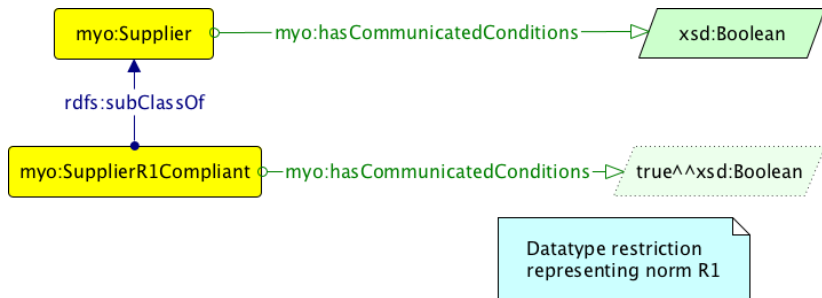 myo:Supplier
myo:hasCommunicatedConditions
xsd:Boolean
rdfs:subClassOf
myo:SupplierR1Compliant
myo:hasCommunicatedConditions
true^^xsd:Boolean
Datatype restriction
representing norm R1